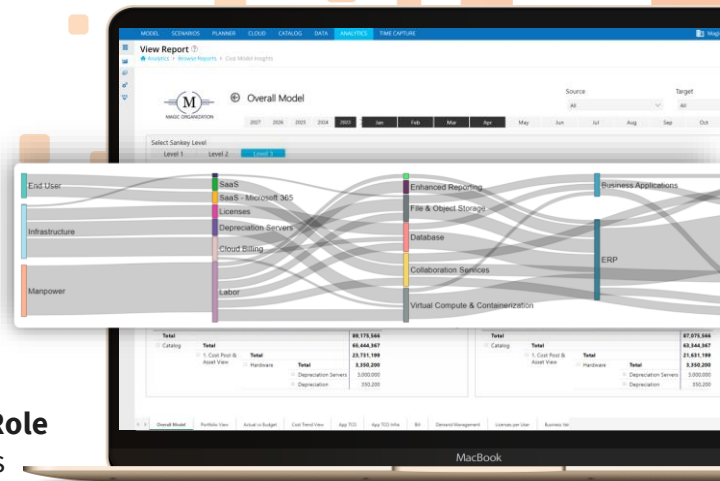 MODEL SCENARIOS PLANNER CLOUD CATALOG DATA ANALYTICS TIME CAPTURE
View Report
Analytics > Browse Reports > Cost Model Insights
M
MAGIC ORGANIZATION
Overall Model
Source Target
All All
2027 2026 2025 2024 2023 Jan Feb Mar Apr May Jun Jul Aug Sep Oct
Select Sankey Level
Level 1 Level 2 Level 3
End User
Infrastructure
Manpower
SaaS
SaaS - Microsoft 365
Licenses
Depreciation Servers
Cloud Billing
Labor
Enhanced Reporting
File & Object Storage
Database
Collaboration Services
Virtual Compute & Containerization
Business Applications
ERP
Total 89,175,566 Total 87,075,566
Catalog Total 65,444,367 Catalog Total 63,344,367
1. Cost Pool & Asset View Total 23,731,199 1. Cost Pool & Asset View Total 21,631,199
Hardware Total 3,350,200 Hardware Total 3,350,200
Depreciation Servers 3,000,000 Depreciation Servers 3,000,000
Depreciation 350,200 Depreciation 350,200
Overall Model Portfolio View Actual vs Budget Cost Trend View App TCO App TCO Infra Bill Demand Management Licenses per User
Role
MacBook